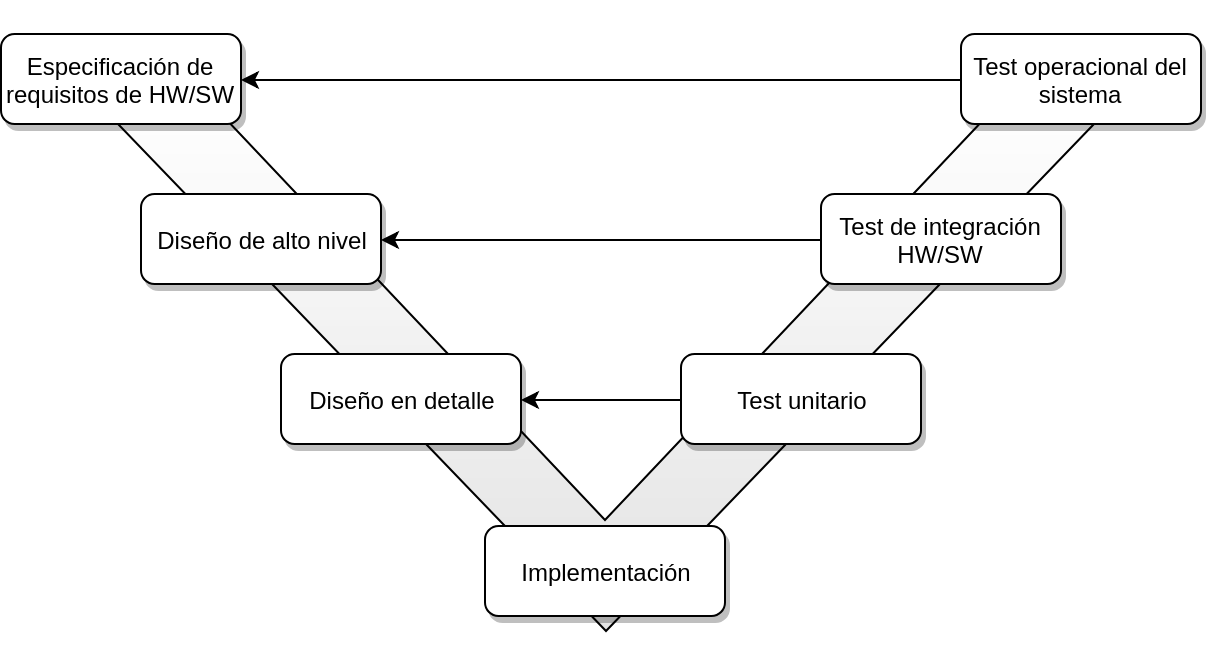 Especificación de
requisitos de HW/SW
Test operacional del
sistema
Diseño de alto nivel
Test de integración
HW/SW
Diseño en detalle
Test unitario
Implementación